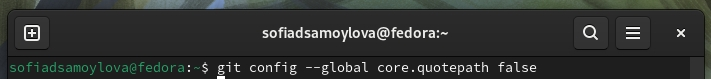 sofiadsamoylova@fedora:~
sofiadsamoylova@fedora:~$ git config --global core.quotepath false